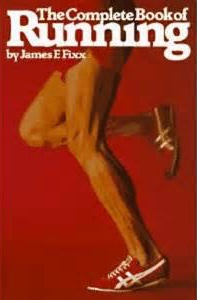 The Complete Book of
Running
by James F. Fixx